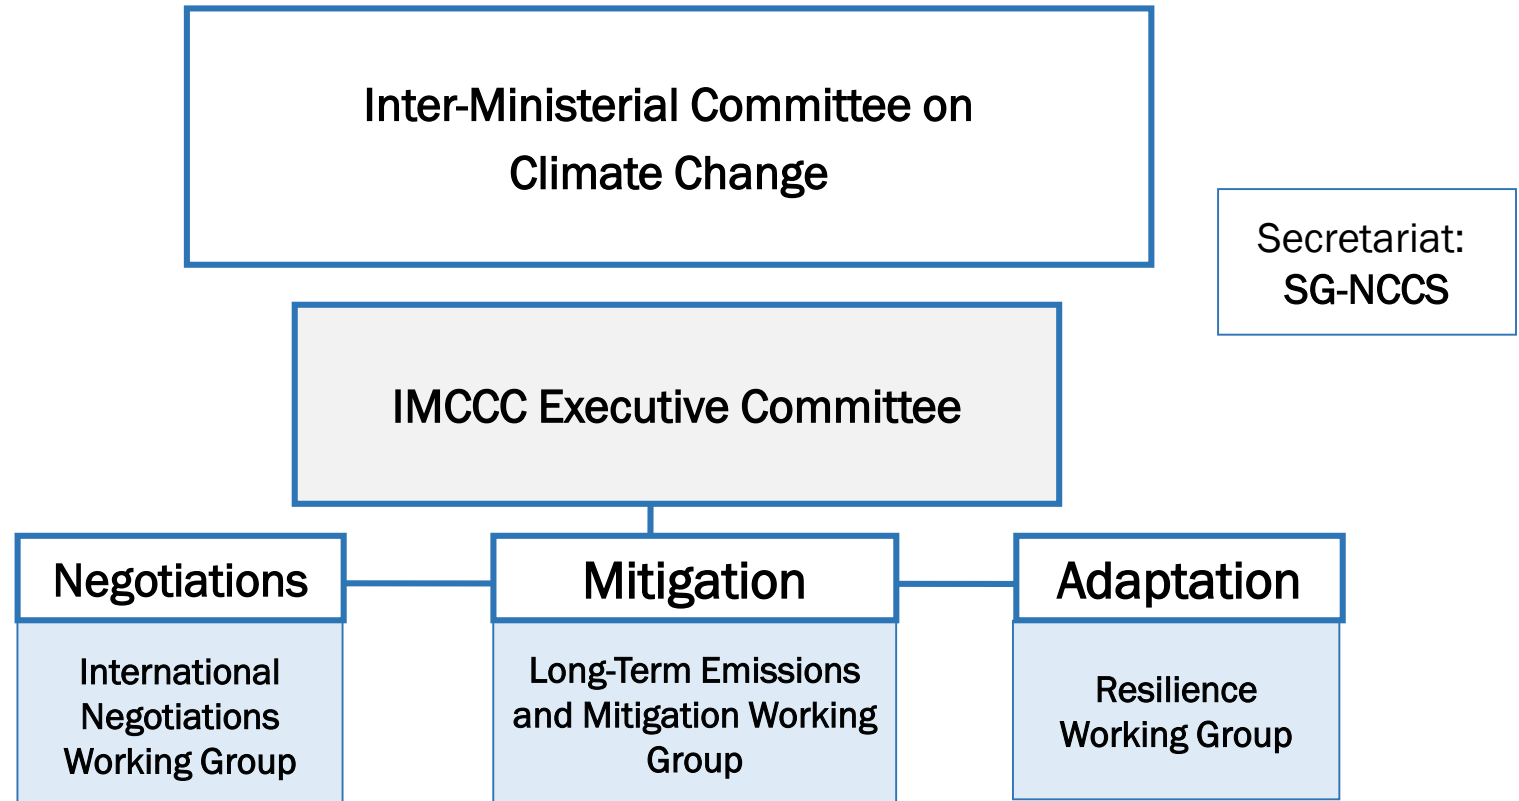 Inter-Ministerial Committee on
Climate Change
Secretariat:
SG-NCCS
IMCCC Executive Committee
Negotiations
Mitigation
Adaptation
International
Negotiations
Working Group
Long-Term Emissions
and Mitigation Working
Group
Resilience
Working Group